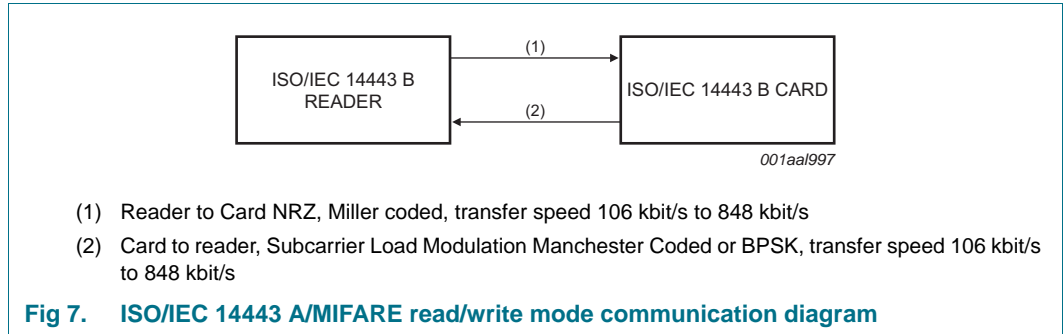 (1)
ISO/IEC 14443 B
READER
ISO/IEC 14443 B CARD
(2)
001aal997
(1) Reader to Card NRZ, Miller coded, transfer speed 106 kbit/s to 848 kbit/s
(2) Card to reader, Subcarrier Load Modulation Manchester Coded or BPSK, transfer speed 106 kbit/s
to 848 kbit/s
Fig 7. ISO/IEC 14443 A/MIFARE read/write mode communication diagram